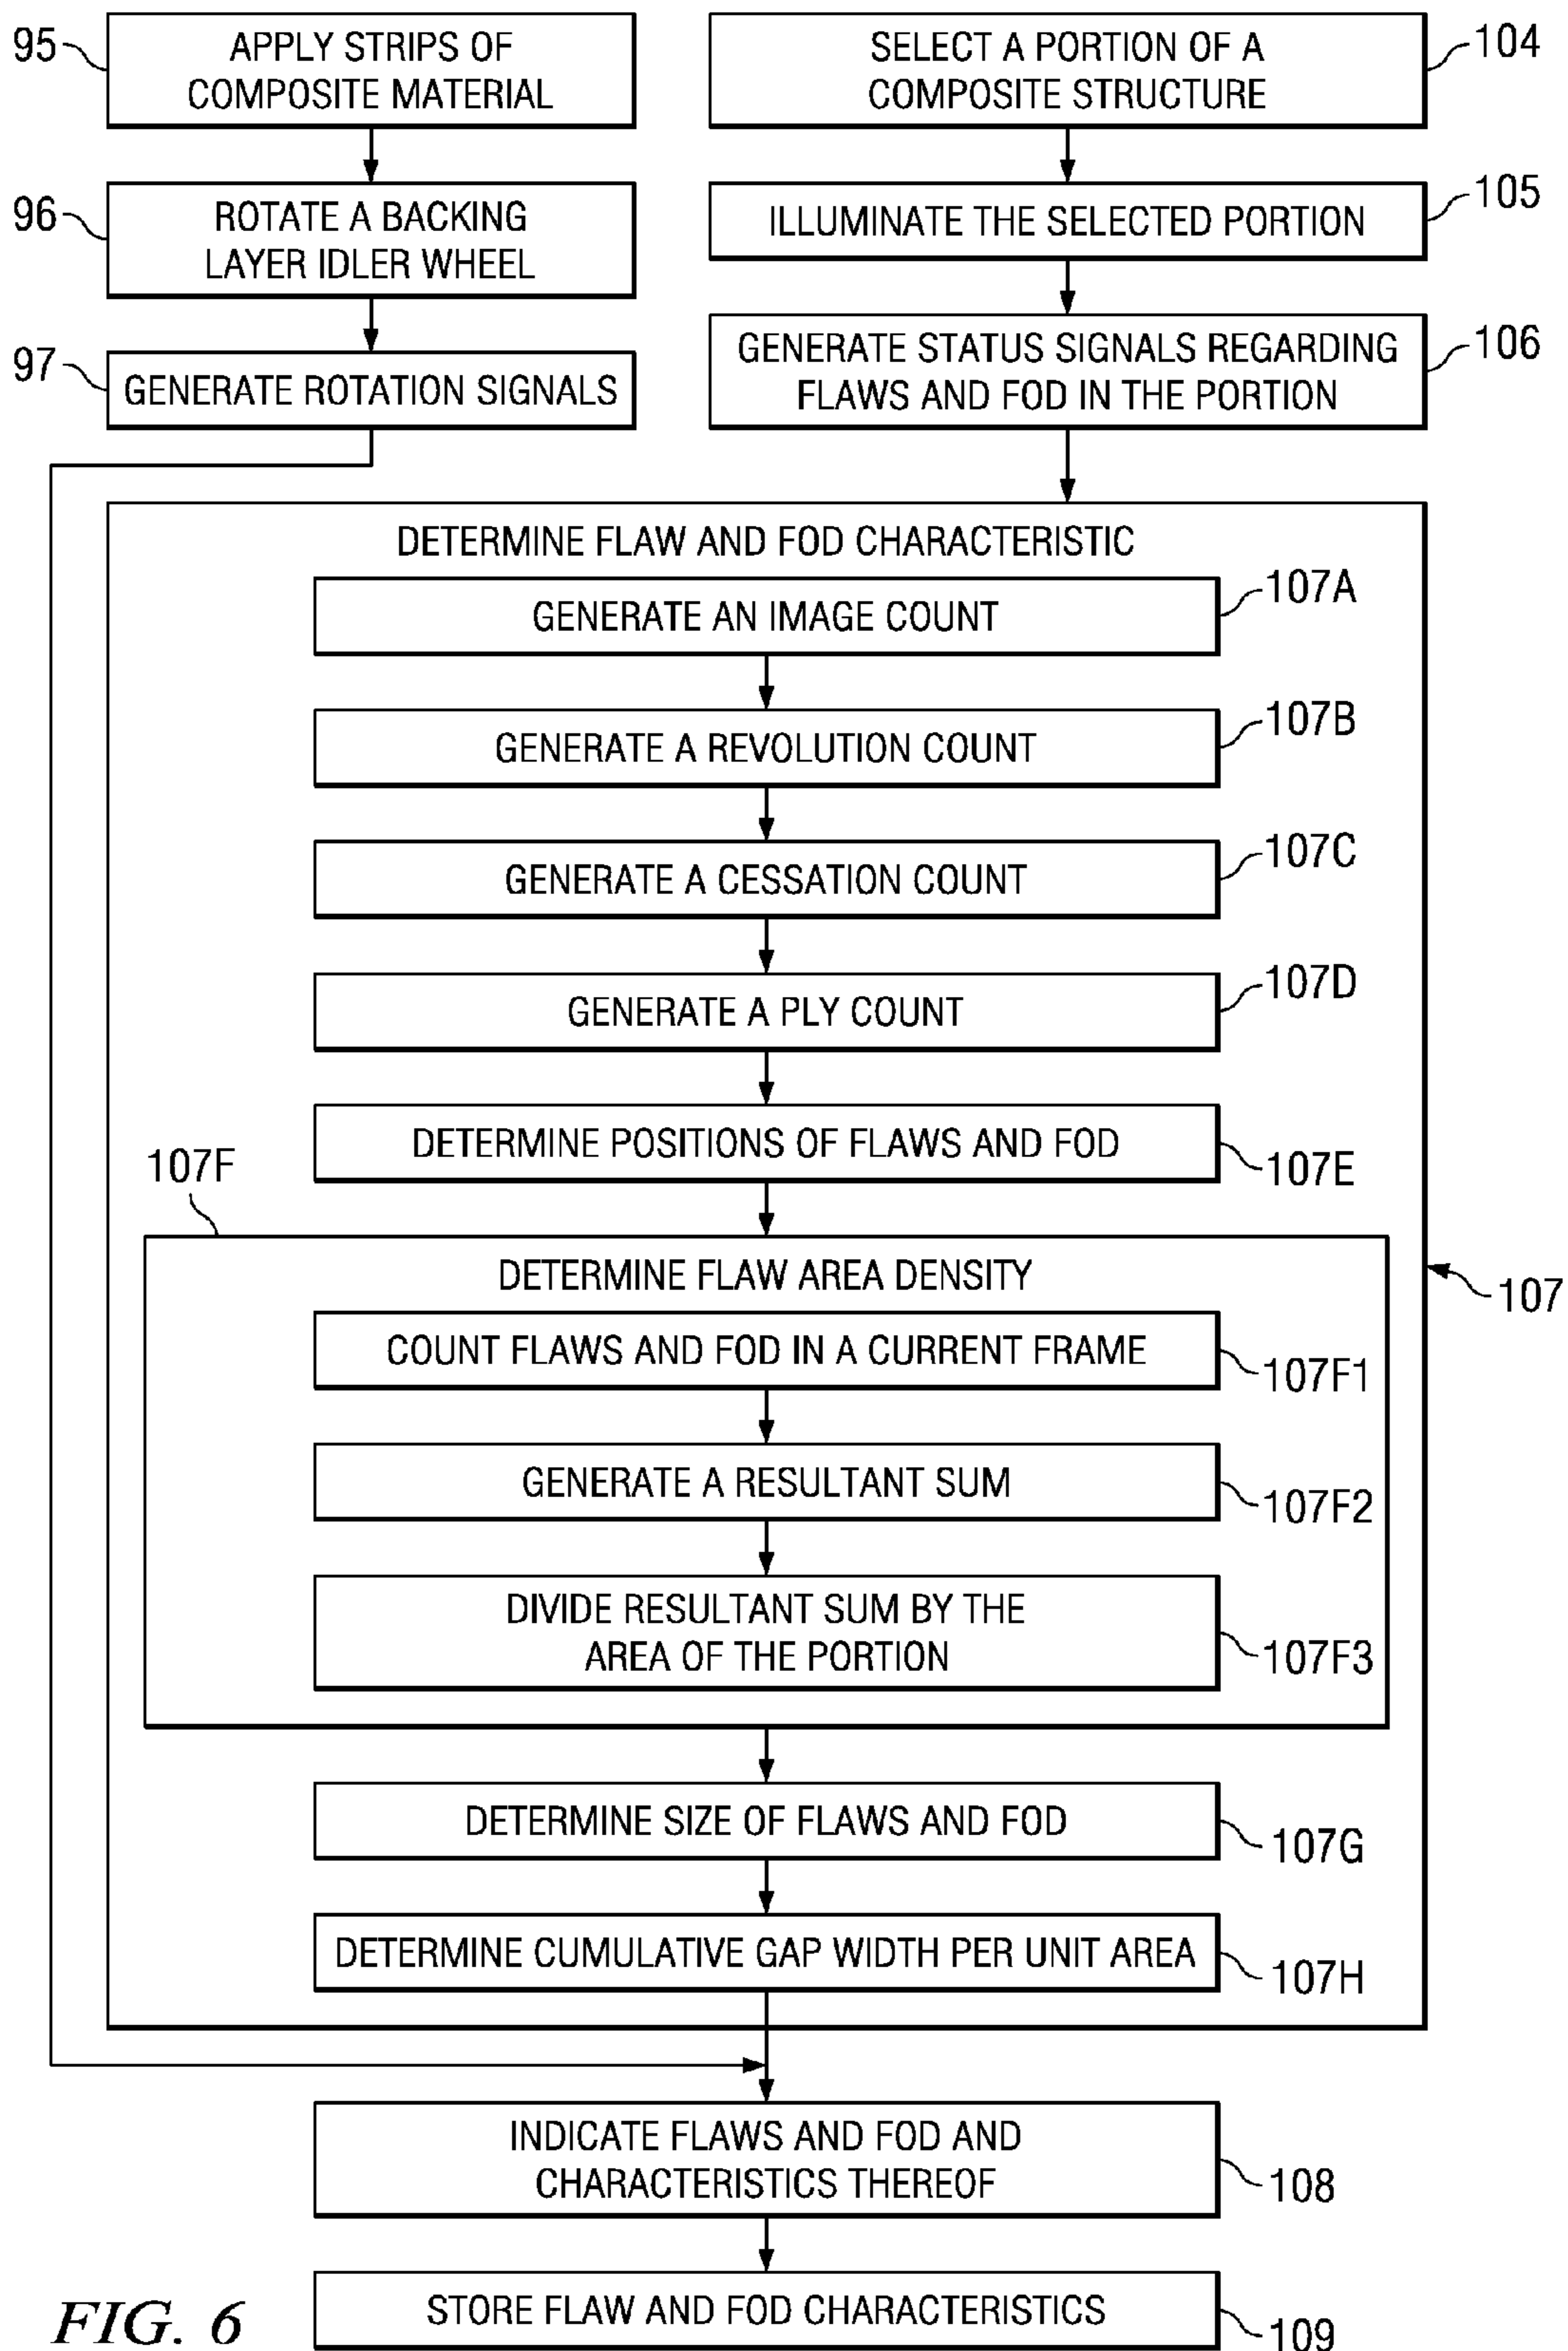 95
APPLY STRIPS OF
COMPOSITE MATERIAL
96
ROTATE A BACKING
LAYER IDLER WHEEL
97
GENERATE ROTATION SIGNALS
SELECT A PORTION OF A
COMPOSITE STRUCTURE
104
ILLUMINATE THE SELECTED PORTION
105
GENERATE STATUS SIGNALS REGARDING
FLAWS AND FOD IN THE PORTION
106
DETERMINE FLAW AND FOD CHARACTERISTIC
GENERATE AN IMAGE COUNT
107A
GENERATE A REVOLUTION COUNT
107B
GENERATE A CESSATION COUNT
107C
GENERATE A PLY COUNT
107D
DETERMINE POSITIONS OF FLAWS AND FOD
107E
107F
DETERMINE FLAW AREA DENSITY
107
COUNT FLAWS AND FOD IN A CURRENT FRAME
107F1
GENERATE A RESULTANT SUM
107F2
DIVIDE RESULTANT SUM BY THE
AREA OF THE PORTION
107F3
DETERMINE SIZE OF FLAWS AND FOD
107G
DETERMINE CUMULATIVE GAP WIDTH PER UNIT AREA
107H
INDICATE FLAWS AND FOD AND
CHARACTERISTICS THEREOF
108
STORE FLAW AND FOD CHARACTERISTICS
109
FIG. 6